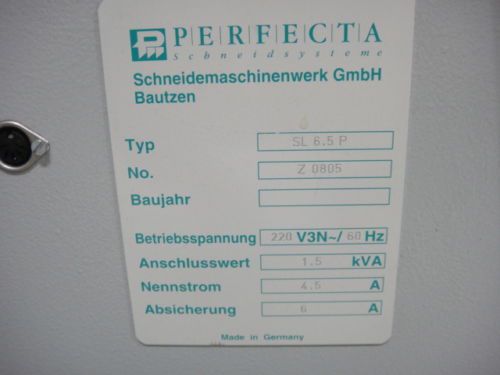 PERFECTA
Schneidsysteme
Schneidemaschinenwerk GmbH
Bautzen
Typ SL 6.5 P
No. Z 0805
Baujahr
Betriebsspannung 220 V3N~/ 60 Hz
Anschlusswert 1.5 kVA
Nennstrom 4.5 A
Absicherung 6 A
Made in Germany